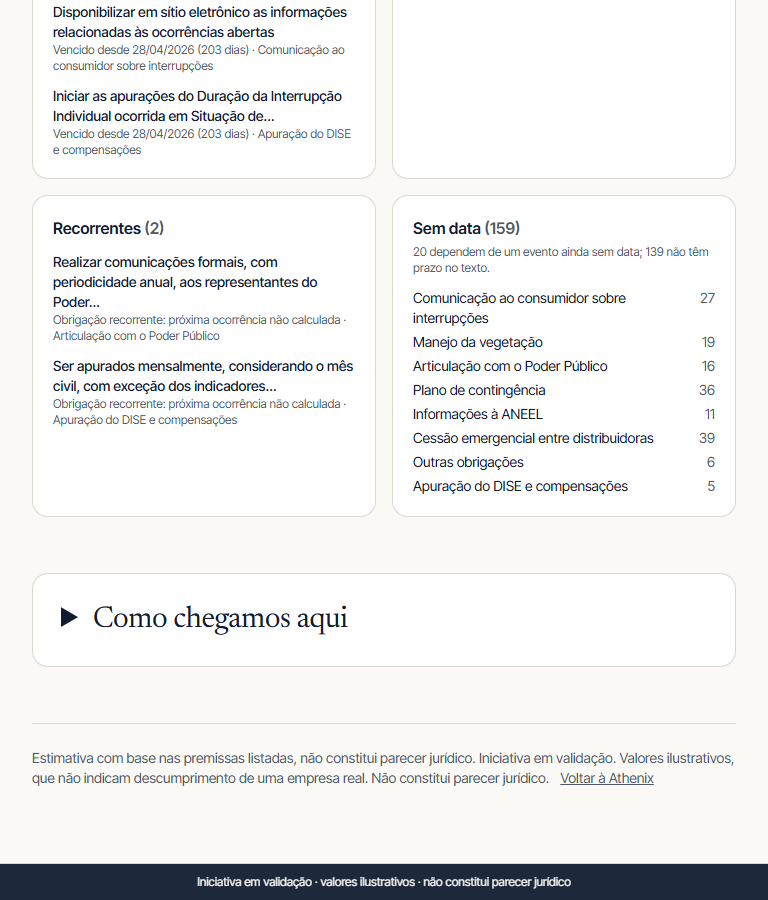 Disponibilizar em sítio eletrônico as informações
relacionadas às ocorrências abertas
Vencido desde 28/04/2026 (203 dias) · Comunicação ao
consumidor sobre interrupções
Iniciar as apurações do Duração da Interrupção
Individual ocorrida em Situação de...
Vencido desde 28/04/2026 (203 dias) · Apuração do DISE
e compensações
Recorrentes (2)
Realizar comunicações formais, com
periodicidade anual, aos representantes do
Poder...
Obrigação recorrente: próxima ocorrência não calculada ·
Articulação com o Poder Público
Ser apurados mensalmente, considerando o mês
civil, com exceção dos indicadores...
Obrigação recorrente: próxima ocorrência não calculada ·
Apuração do DISE e compensações
Sem data (159)
20 dependem de um evento ainda sem data; 139 não têm
prazo no texto.
Comunicação ao consumidor sobre 27
interrupções
Manejo da vegetação 19
Articulação com o Poder Público 16
Plano de contingência 36
Informações à ANEEL 11
Cessão emergencial entre distribuidoras 39
Outras obrigações 6
Apuração do DISE e compensações 5
Como chegamos aqui
Estimativa com base nas premissas listadas, não constitui parecer jurídico. Iniciativa em validação. Valores ilustrativos,
que não indicam descumprimento de uma empresa real. Não constitui parecer jurídico. Voltar à Athenix
Iniciativa em validação · valores ilustrativos · não constitui parecer jurídico